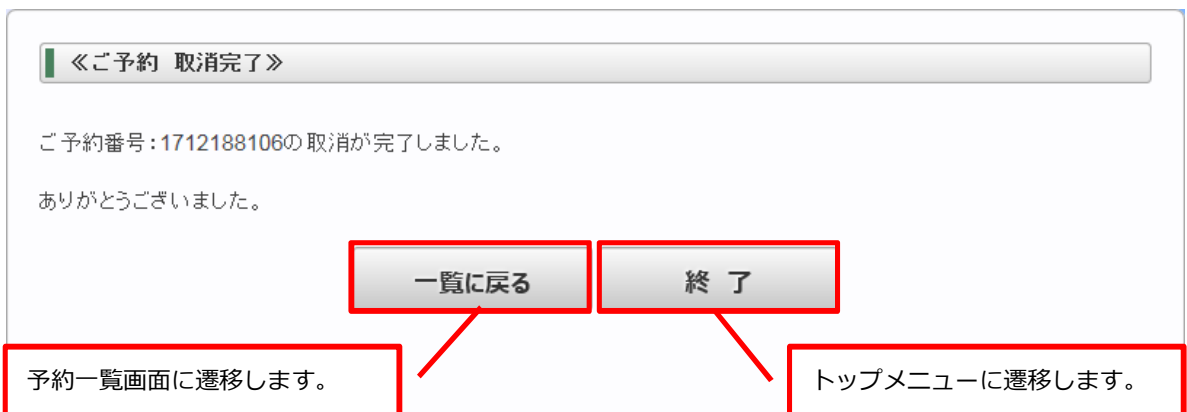 ≪ご予約 取消完了≫
ご予約番号:1712188106の取消が完了しました。
ありがとうございました。
一覧に戻る
終 了
予約一覧画面に遷移します。
トップメニューに遷移します。